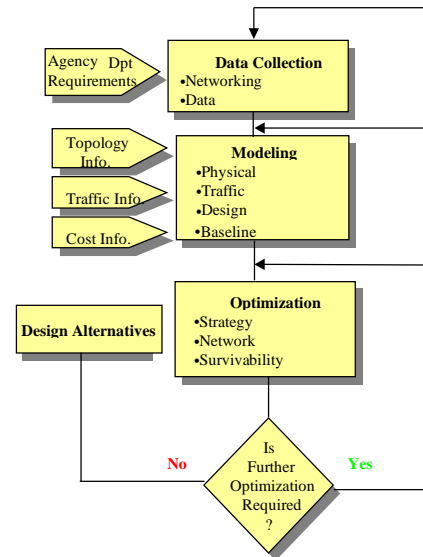 Agency Dpt
Requirements
Data Collection
•Networking
•Data
Topology
Info.
Traffic Info.
Cost Info.
Modeling
•Physical
•Traffic
•Design
•Baseline
Optimization
•Strategy
•Network
•Survivability
Design Alternatives
No
Is
Further
Optimization
Required
?
Yes